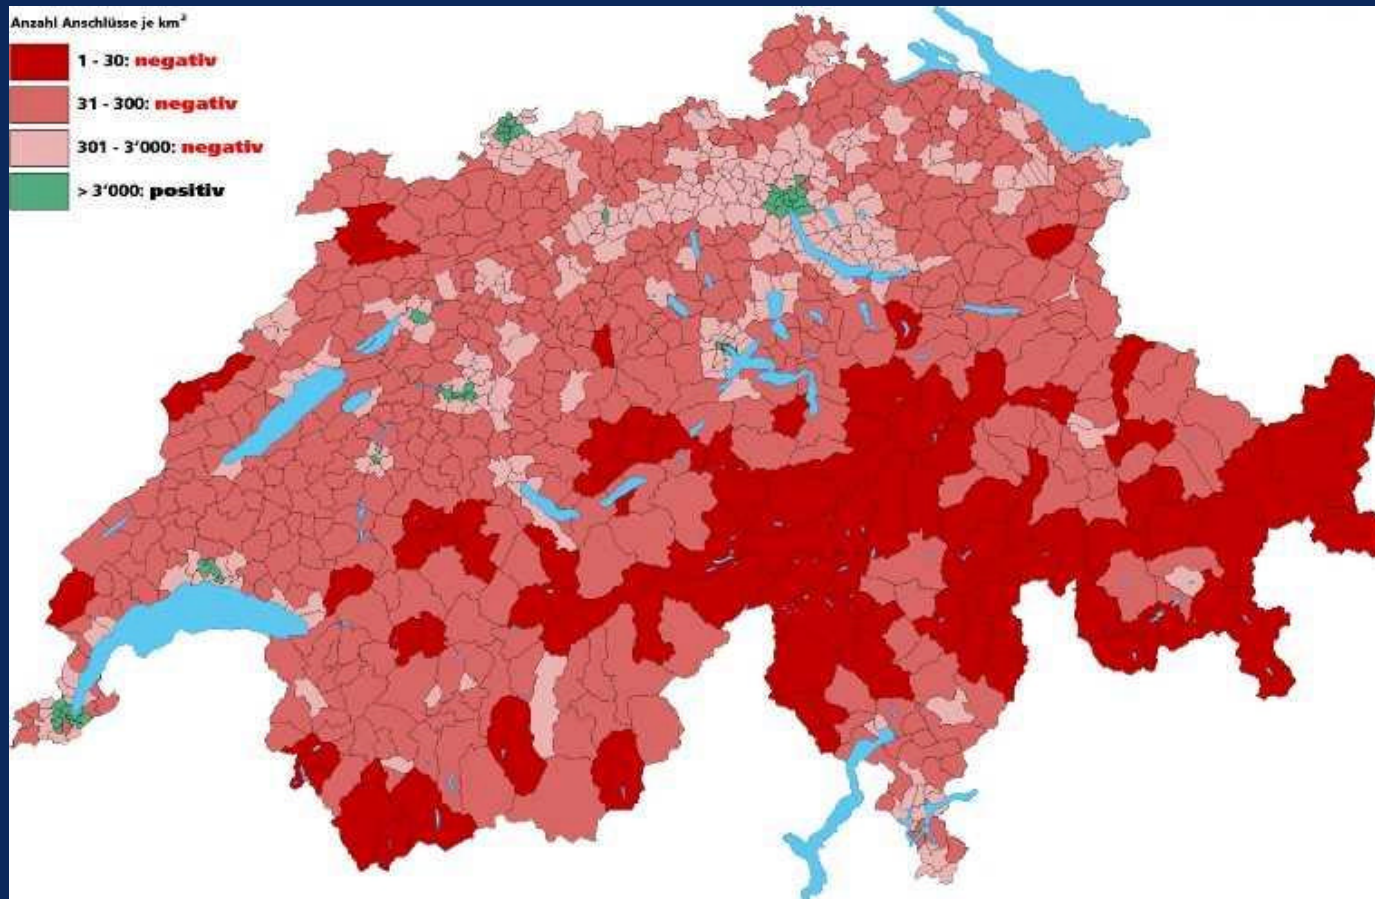 Anzahl Anschlüsse je km²
1 - 30: negativ
31 - 300: negativ
301 - 3'000: negativ
> 3'000: positiv